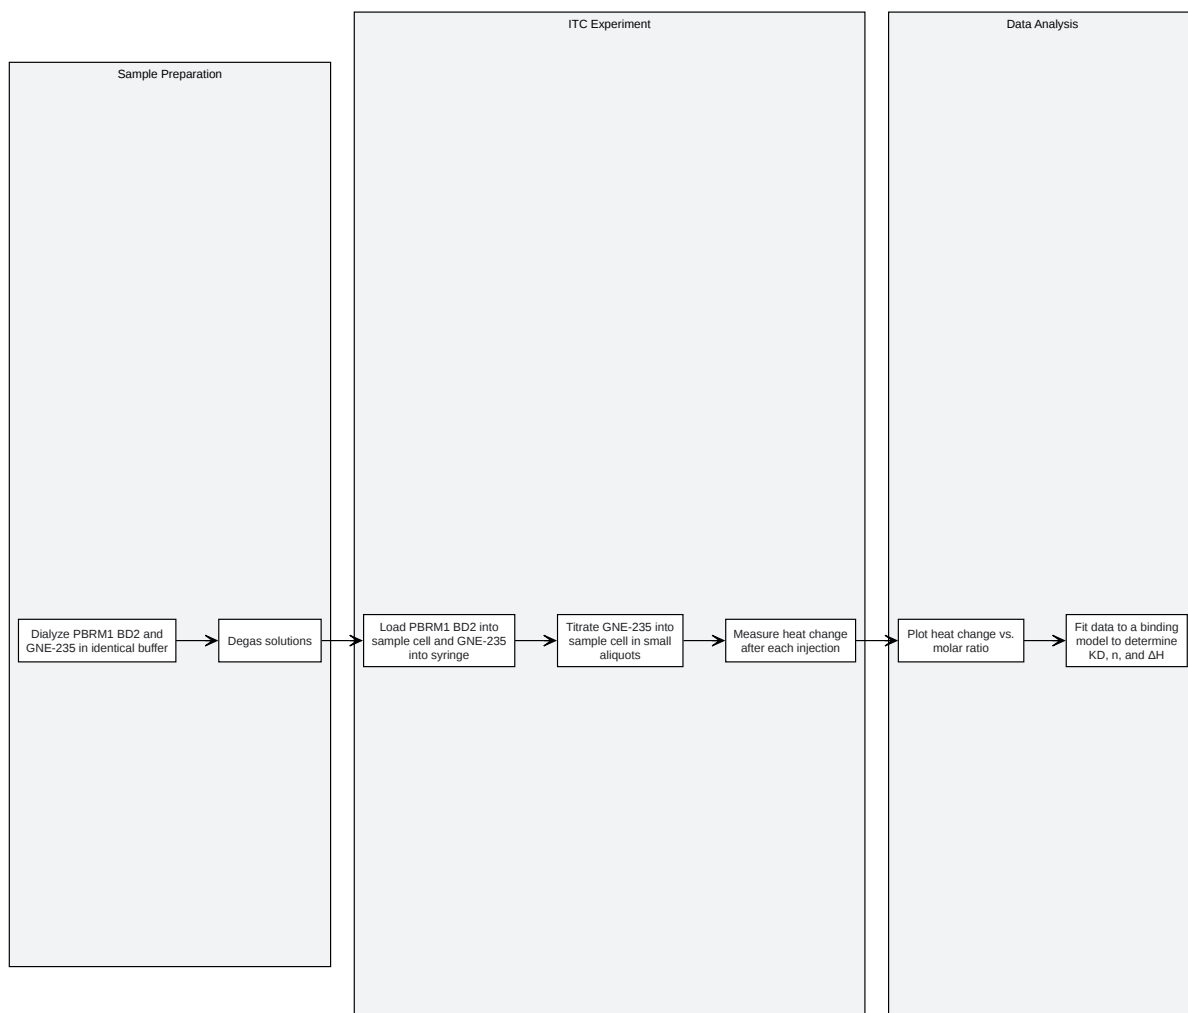 Sample Preparation
ITC Experiment
Data Analysis
Dialyze PBRM1 BD2 and
GNE-235 in identical buffer
Degas solutions
Load PBRM1 BD2 into
sample cell and GNE-235
into syringe
Titrate GNE-235 into
sample cell in small
aliquots
Measure heat change
after each injection
Plot heat change vs.
molar ratio
Fit data to a binding
model to determine
KD, n, and ΔH